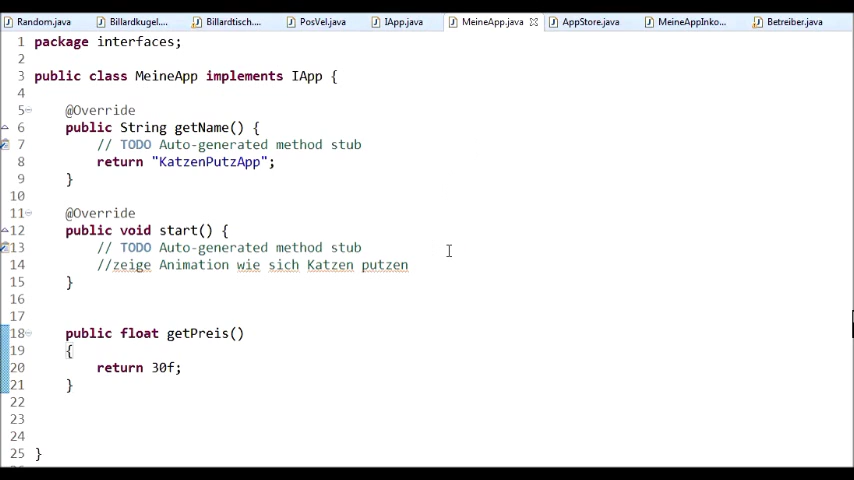 Random.java Billardkugel.... Billardtisch.... PosVel.java IApp.java MeineApp.java AppStore.java MeineAppInko... Betreiber.java
1 package interfaces;
2
3 public class MeineApp implements IApp {
4
5 @Override
6 public String getName() {
7 // TODO Auto-generated method stub
8 return "KatzenPutzApp";
9 }
10
11 @Override
12 public void start() {
13 // TODO Auto-generated method stub
14 //zeige Animation wie sich Katzen putzen
15 }
16
17
18 public float getPreis()
19 {
20 return 30f;
21 }
22
23
24
25 }